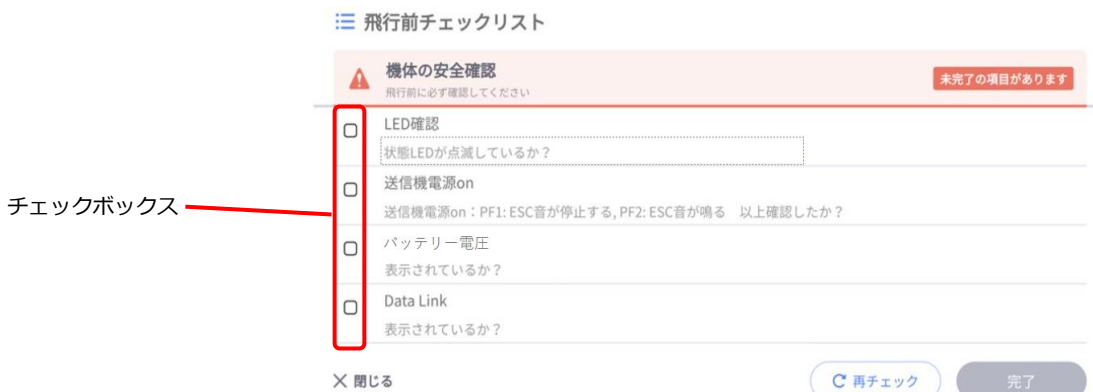 飛行前チェックリスト
機体の安全確認
未完了の項目があります
飛行前に必ず確認してください
LED確認
状態LEDが点滅しているか？
送信機電源on
チェックボックス
送信機電源on：PF1: ESC音が停止する, PF2: ESC音が鳴る　以上確認したか？
バッテリー電圧
表示されているか？
Data Link
表示されているか？
閉じる
再チェック
完了